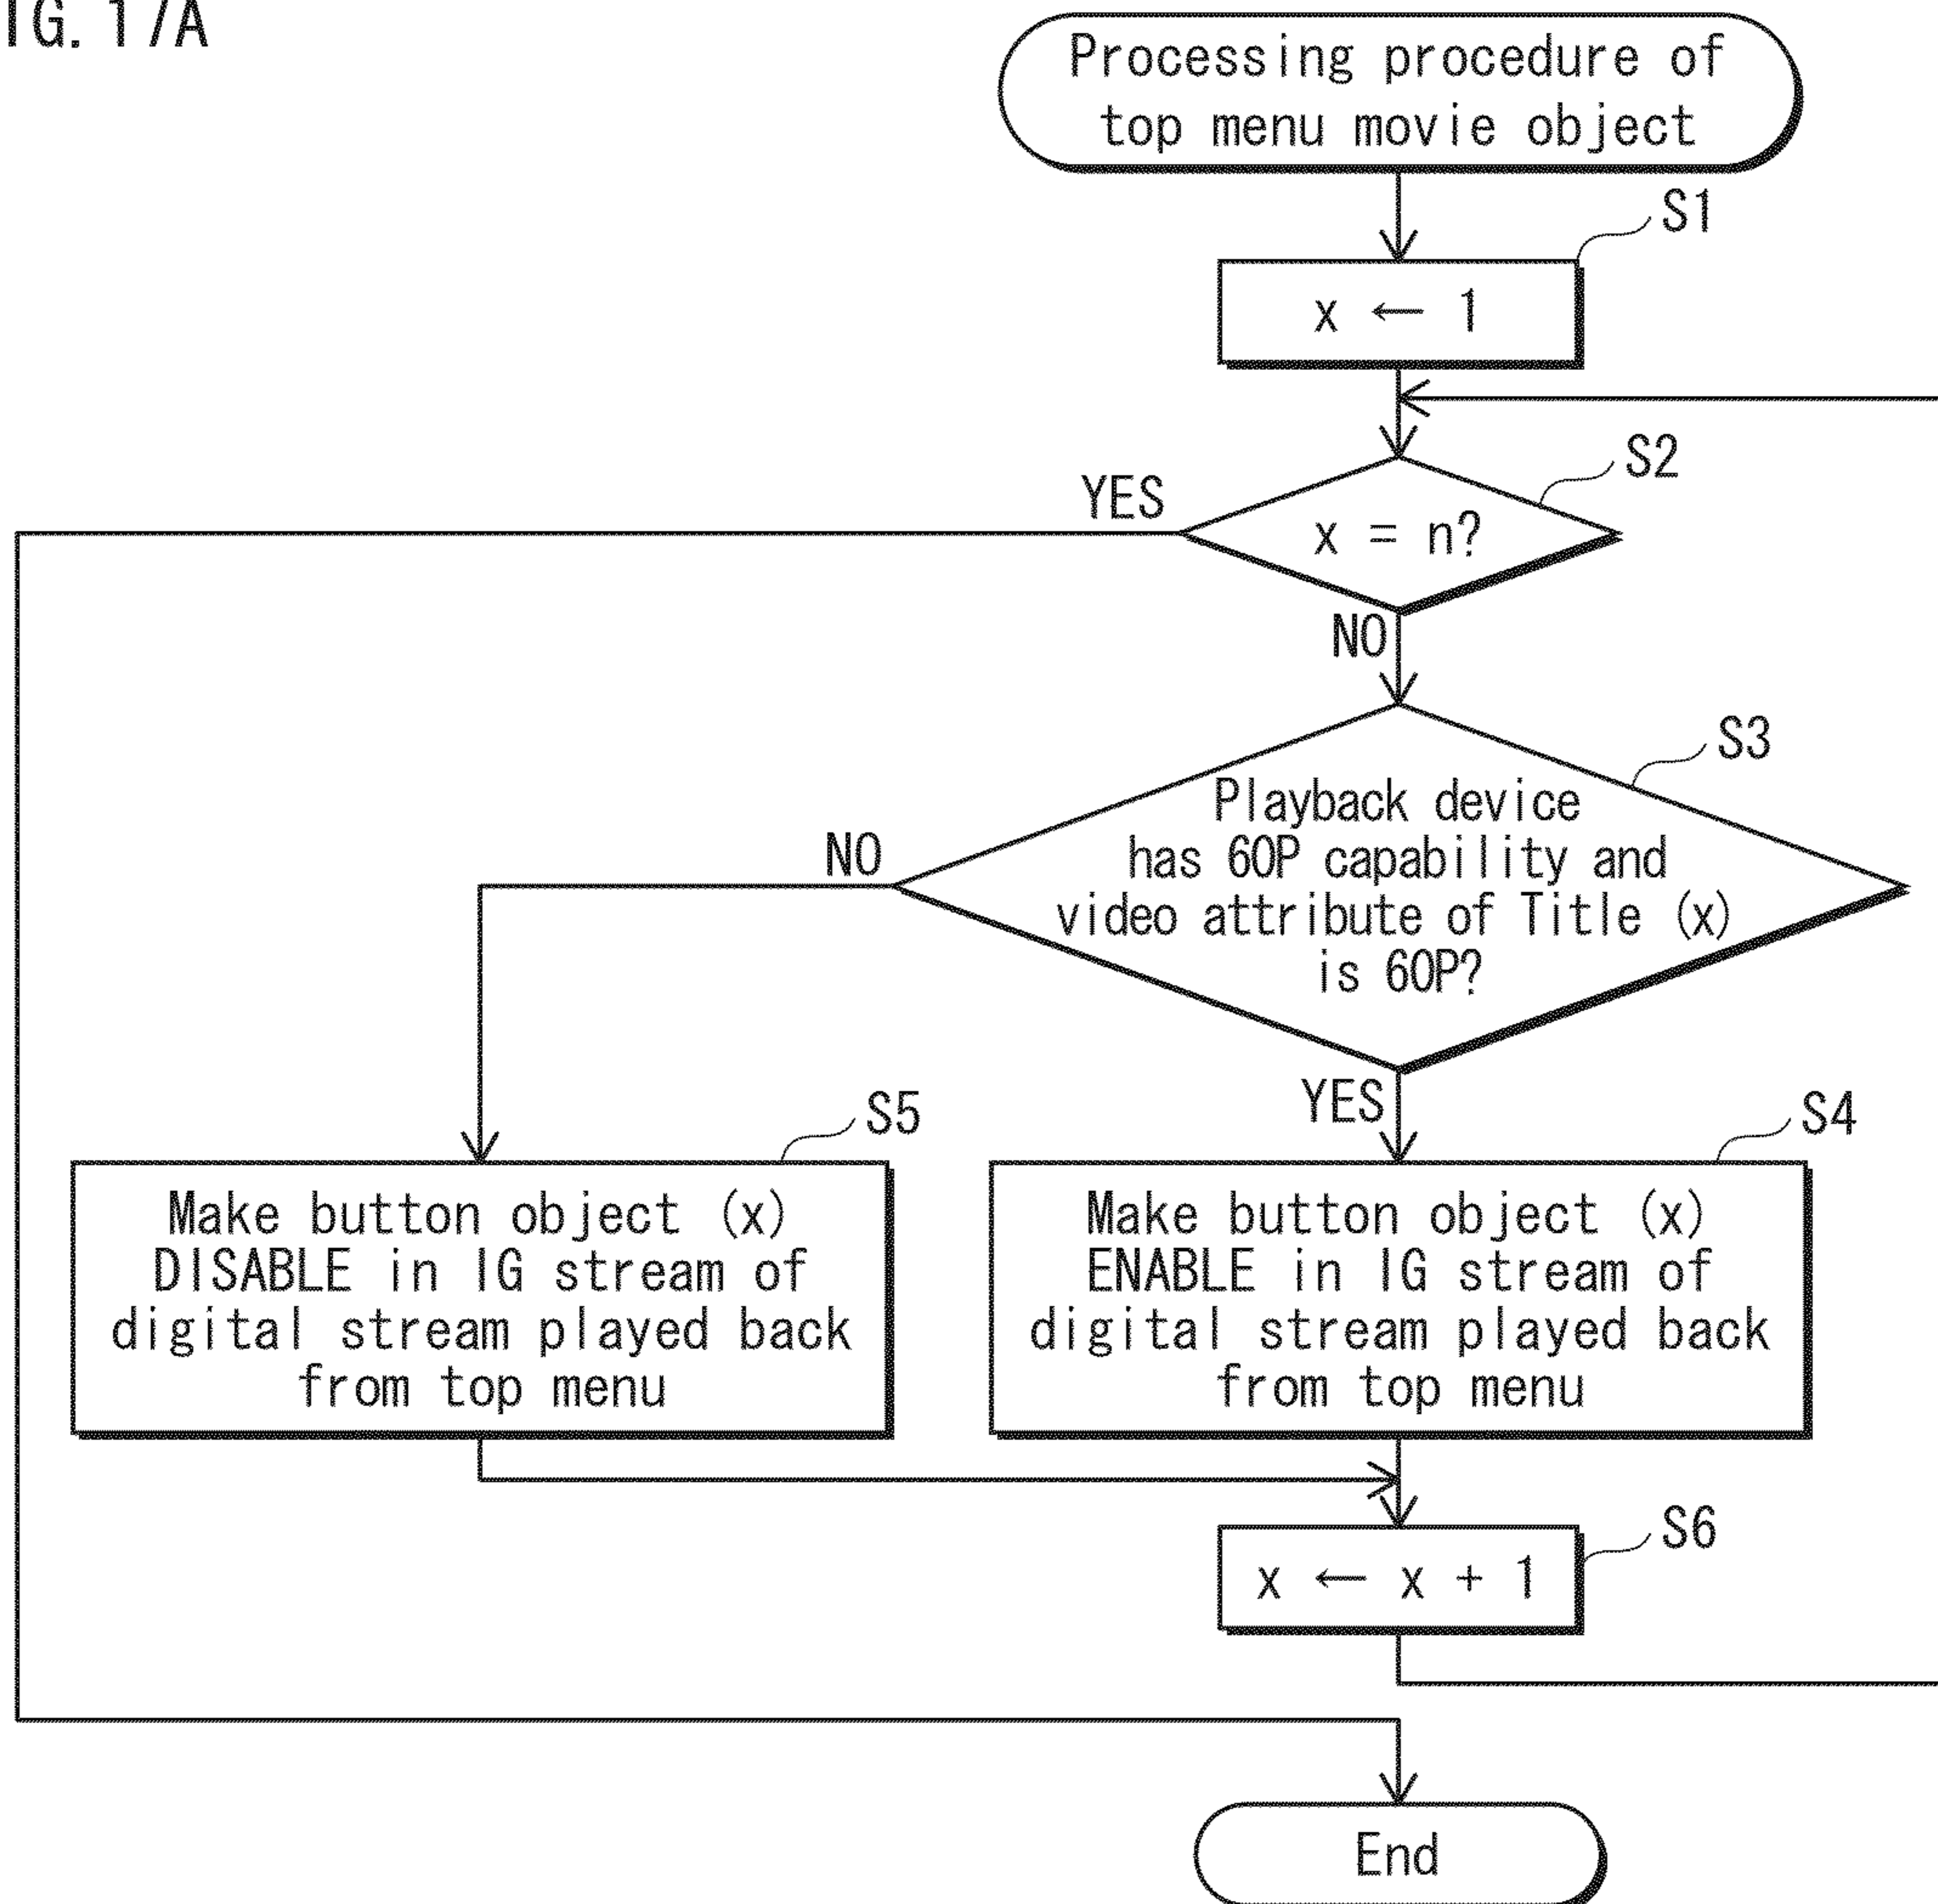 IG. 17A
Processing procedure of
top menu movie object
S1
x ← 1
S2
YES
x = n?
NO
S3
Playback device
has 60P capability and
video attribute of Title (x)
is 60P?
NO
YES
S5
Make button object (x)
DISABLE in IG stream of
digital stream played back
from top menu
S4
Make button object (x)
ENABLE in IG stream of
digital stream played back
from top menu
S6
x ← x + 1
End